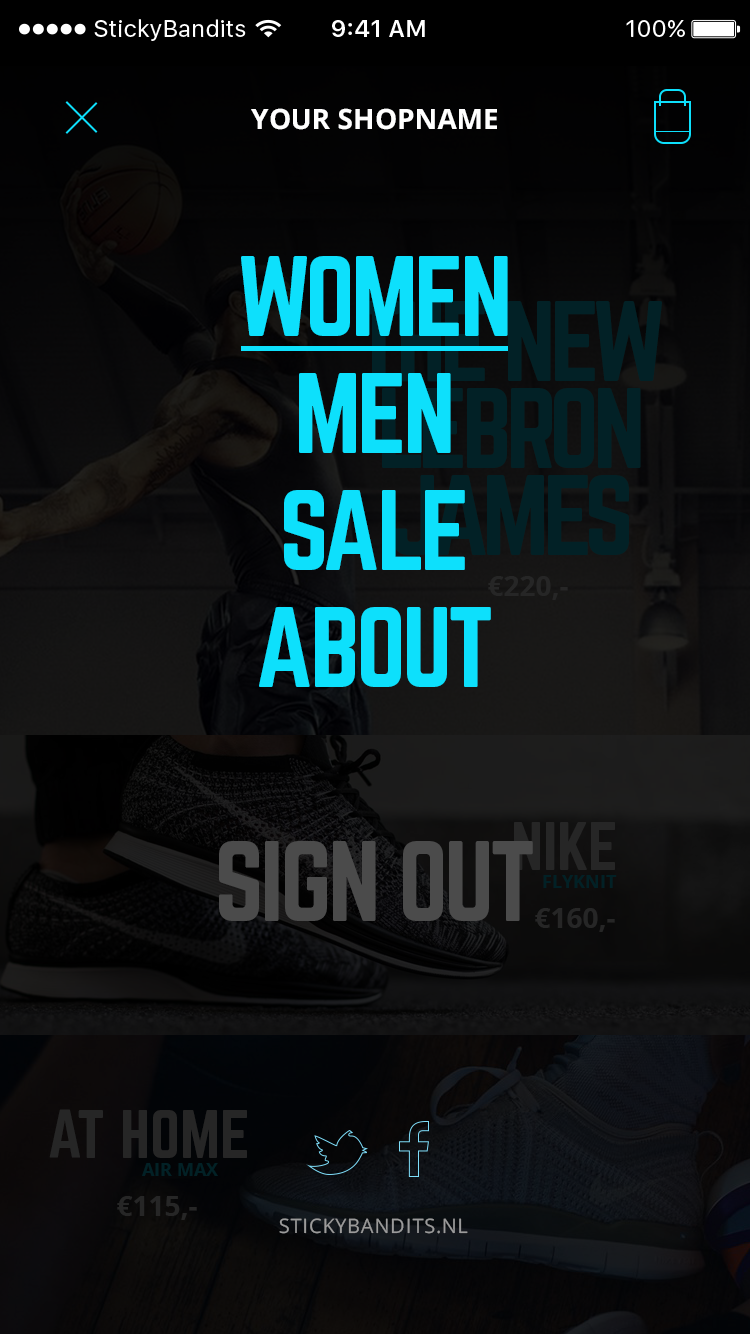 StickyBandits 9:41 AM 100%
YOUR SHOPNAME
WOMEN
THE NEW
MEN
LEBRON
SALE
JAMES
€220,-
ABOUT
NIKE
SIGN OUT
FLYKNIT
€160,-
AT HOME
AIR MAX
€115,-
STICKYBANDITS.NL